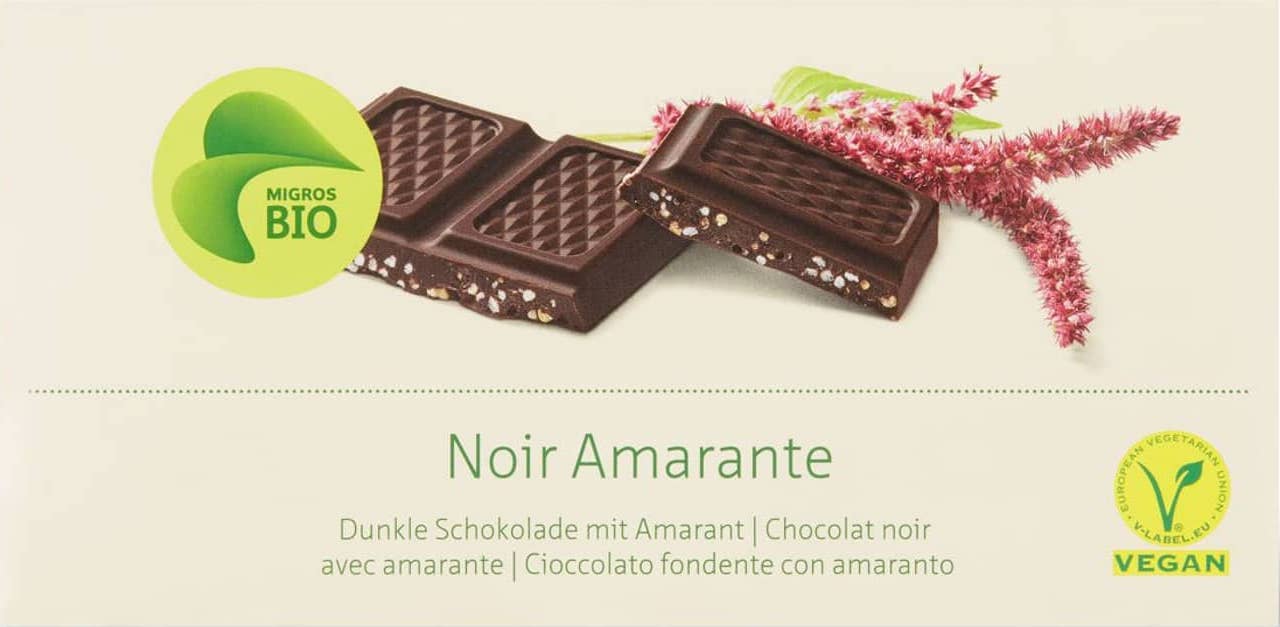 MIGROS
BIO
Noir Amarante
Dunkle Schokolade mit Amarant | Chocolat noir
avec amarante | Cioccolato fondente con amaranto
· EUROPEAN VEGETARIAN UNION ·
V-LABEL.EU
®
VEGAN